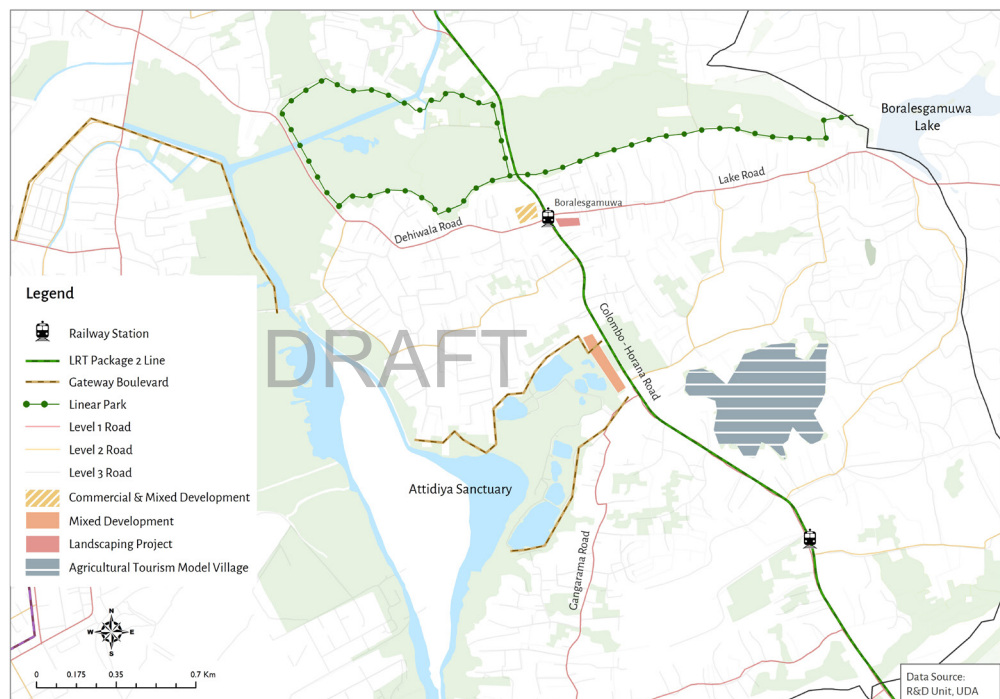 Boralesgamuwa
Lake
Lake Road
Boralesgamuwa
Dehiwala Road
Legend
Railway Station
LRT Package 2 Line
Gateway Boulevard
Linear Park
Level 1 Road
Level 2 Road
Level 3 Road
Commercial & Mixed Development
Mixed Development
Landscaping Project
Agricultural Tourism Model Village
DRAFT
Colombo - Horana Road
Attidiya Sanctuary
Gangarama Road
N
W E
S
0 0.175 0.35 0.7 Km
Data Source:
R&D Unit, UDA